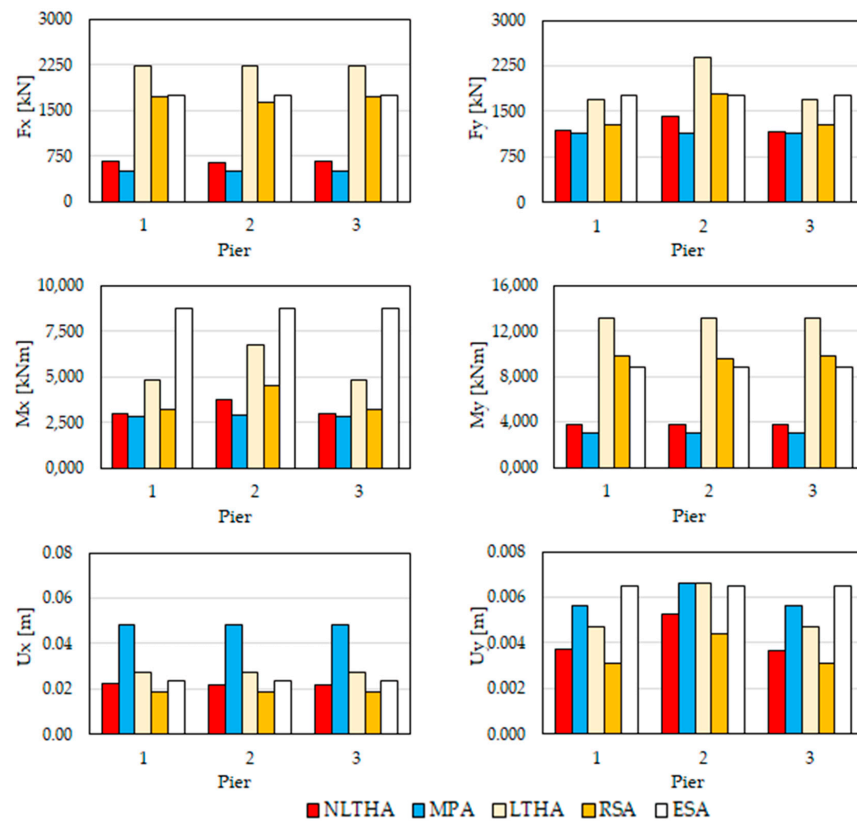 Fx [kN]
3000
2250
1500
750
0
1 2 3
Pier
Fy [kN]
3000
2250
1500
750
0
1 2 3
Pier
Mx [kNm]
10,000
7,500
5,000
2,500
0,000
1 2 3
Pier
My [kNm]
16,000
12,000
8,000
4,000
0,000
1 2 3
Pier
Ux [m]
0.08
0.06
0.04
0.02
0.00
1 2 3
Pier
Uy [m]
0.008
0.006
0.004
0.002
0.000
1 2 3
Pier
NLTHA MPA LTHA RSA ESA